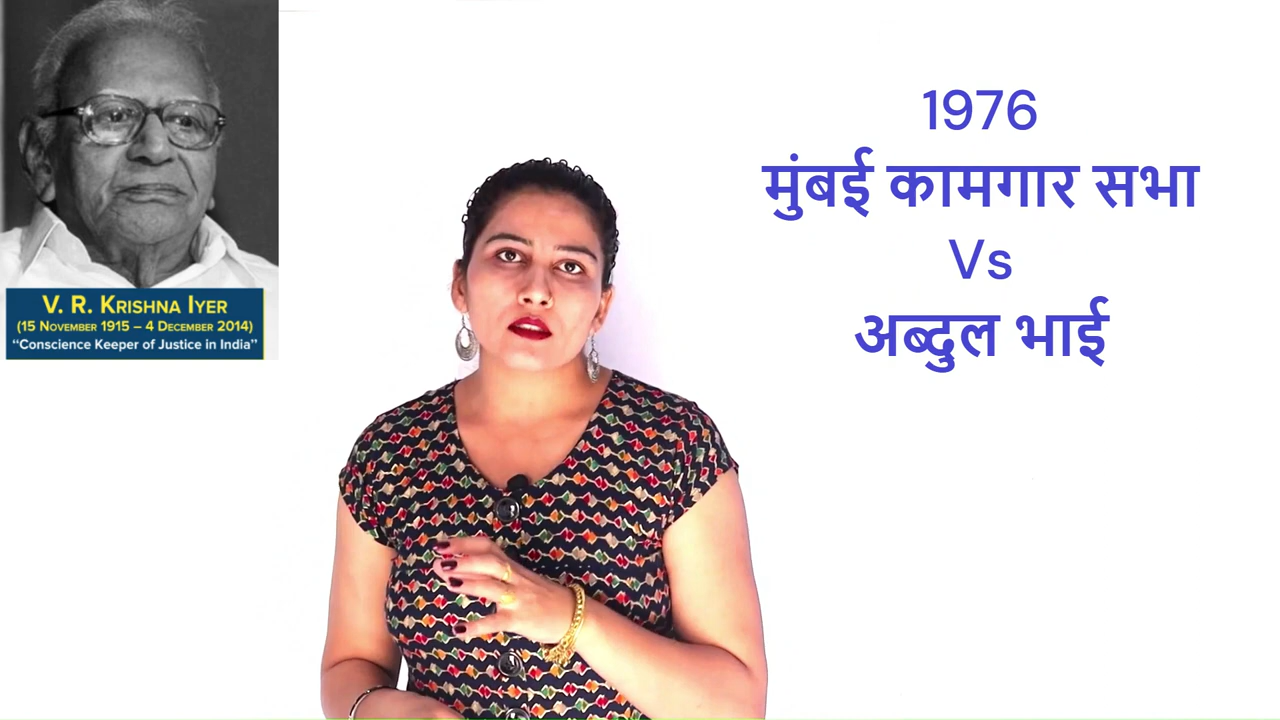 V. R. KRISHNA IYER
(15 NOVEMBER 1915 – 4 DECEMBER 2014)
“Conscience Keeper of Justice in India”
1976
मुंबई कामगार सभा
Vs
अब्दुल भाई